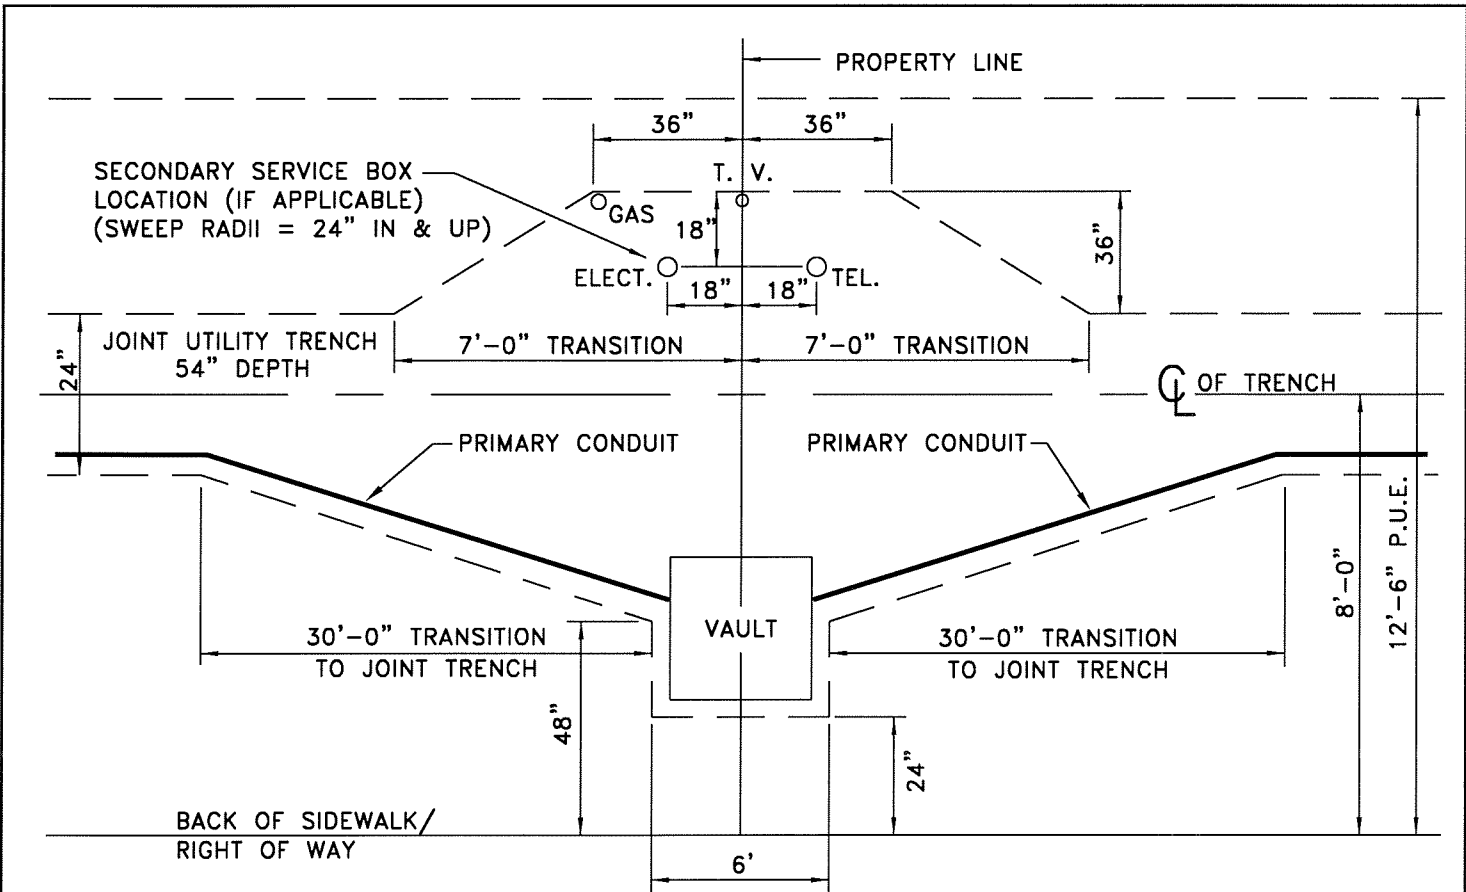 PROPERTY LINE
36" 36"
SECONDARY SERVICE BOX
LOCATION (IF APPLICABLE)
(SWEEP RADII = 24" IN & UP)
T. V.
GAS
18"
36"
ELECT.
TEL.
18" 18"
JOINT UTILITY TRENCH
54" DEPTH
24"
7'-0" TRANSITION
7'-0" TRANSITION
CL OF TRENCH
PRIMARY CONDUIT
PRIMARY CONDUIT
12'-6" P.U.E.
8'-0"
VAULT
30'-0" TRANSITION
TO JOINT TRENCH
30'-0" TRANSITION
TO JOINT TRENCH
48"
24"
BACK OF SIDEWALK/
RIGHT OF WAY
6'